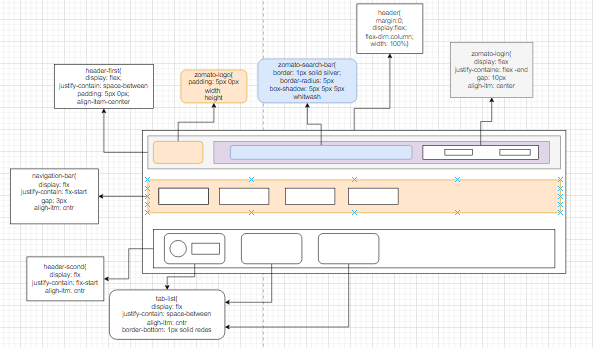 header{
margin:0;
display:flex;
flex-dim:column;
width: 100%}
zomato-login{
display: flex
justify-containe: flex -end
gap: 10px
aligh-itm: center
zomato-search-bar{
border: 1px solid silver;
border-radius: 5px
box-shadow: 5px 5px 5px
whitwash
header-first{
display: flex;
justify-contain: space-between
padding: 5px 0px;
align-item-cennter
zomato-logo{
padding: 5px 0px
width
height
navigation-bar{
display: flx
justify-contain: flx-start
gap: 3px
aligh-itm: cntr
header-scond{
display: flx
justify-contain: flx-start
aligh-itm: cntr
tab-list{
display: flx
justify-contain: space-between
aligh-itm: cntr
border-bottom: 1px solid redes